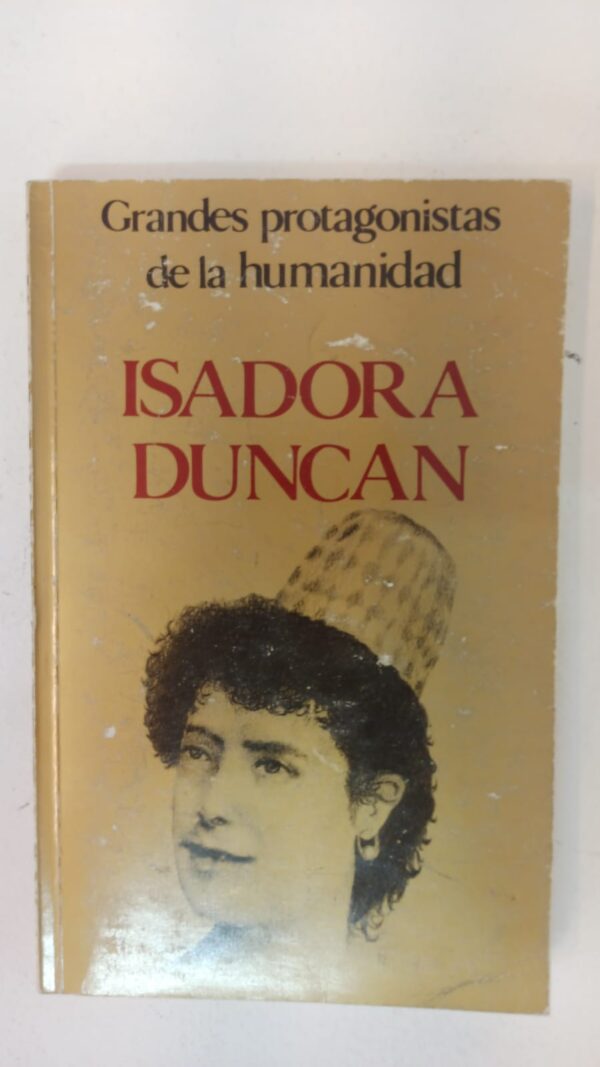 Grandes protagonistas
de la humanidad
ISADORA
DUNCAN